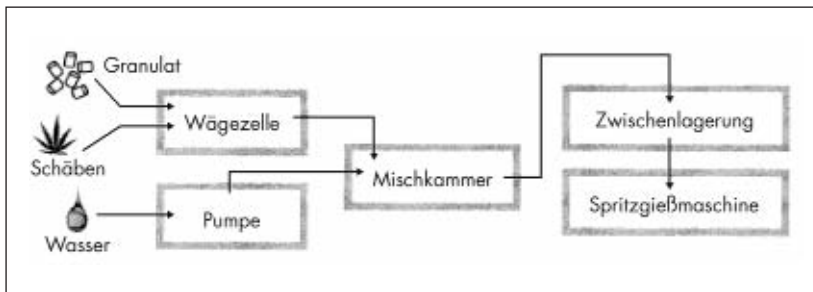 Granulat
Wägezelle
Schäben
Mischkammer
Wasser
Pumpe
Zwischenlagerung
Spritzgießmaschine